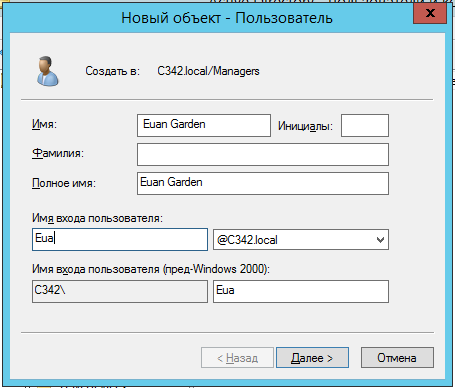 Новый объект - Пользователь
x
Создать в: C342.local/Managers
Имя: Euan Garden Инициалы:
Фамилия:
Полное имя: Euan Garden
Имя входа пользователя:
Eua @C342.local
Имя входа пользователя (пред-Windows 2000):
C342\ Eua
< Назад Далее > Отмена